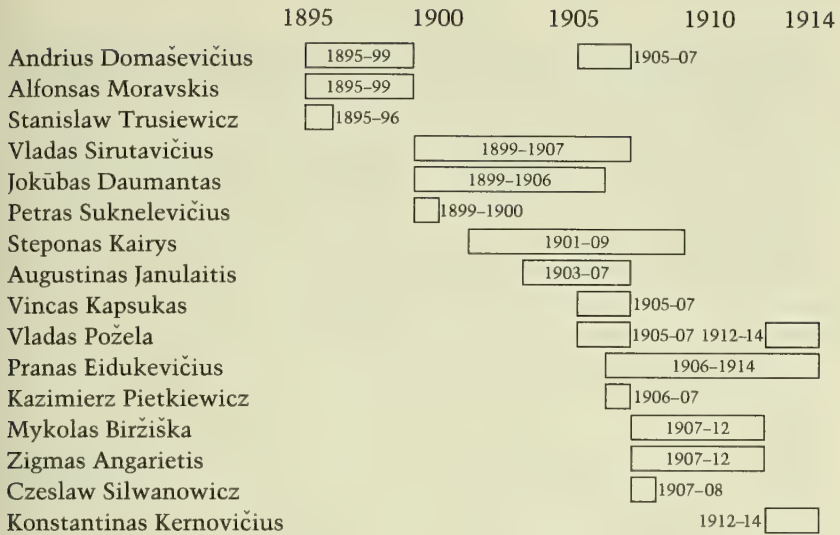 1895 1900 1905 1910 1914
Andrius Domaševičius 1895–99 1905–07
Alfonsas Moravskis 1895–99
Stanislaw Trusiewicz 1895–96
Vladas Sirutavičius 1899–1907
Jokūbas Daumantas 1899–1906
Petras Suknelevičius 1899–1900
Steponas Kairys 1901–09
Augustinas Janulaitis 1903–07
Vincas Kapsukas 1905–07
Vladas Požela 1905–07 1912–14
Pranas Eidukevičius 1906–1914
Kazimierz Pietkiewicz 1906–07
Mykolas Biržiška 1907–12
Zigmas Angarietis 1907–12
Czeslaw Silwanowicz 1907–08
Konstantinas Kernovičius 1912–14